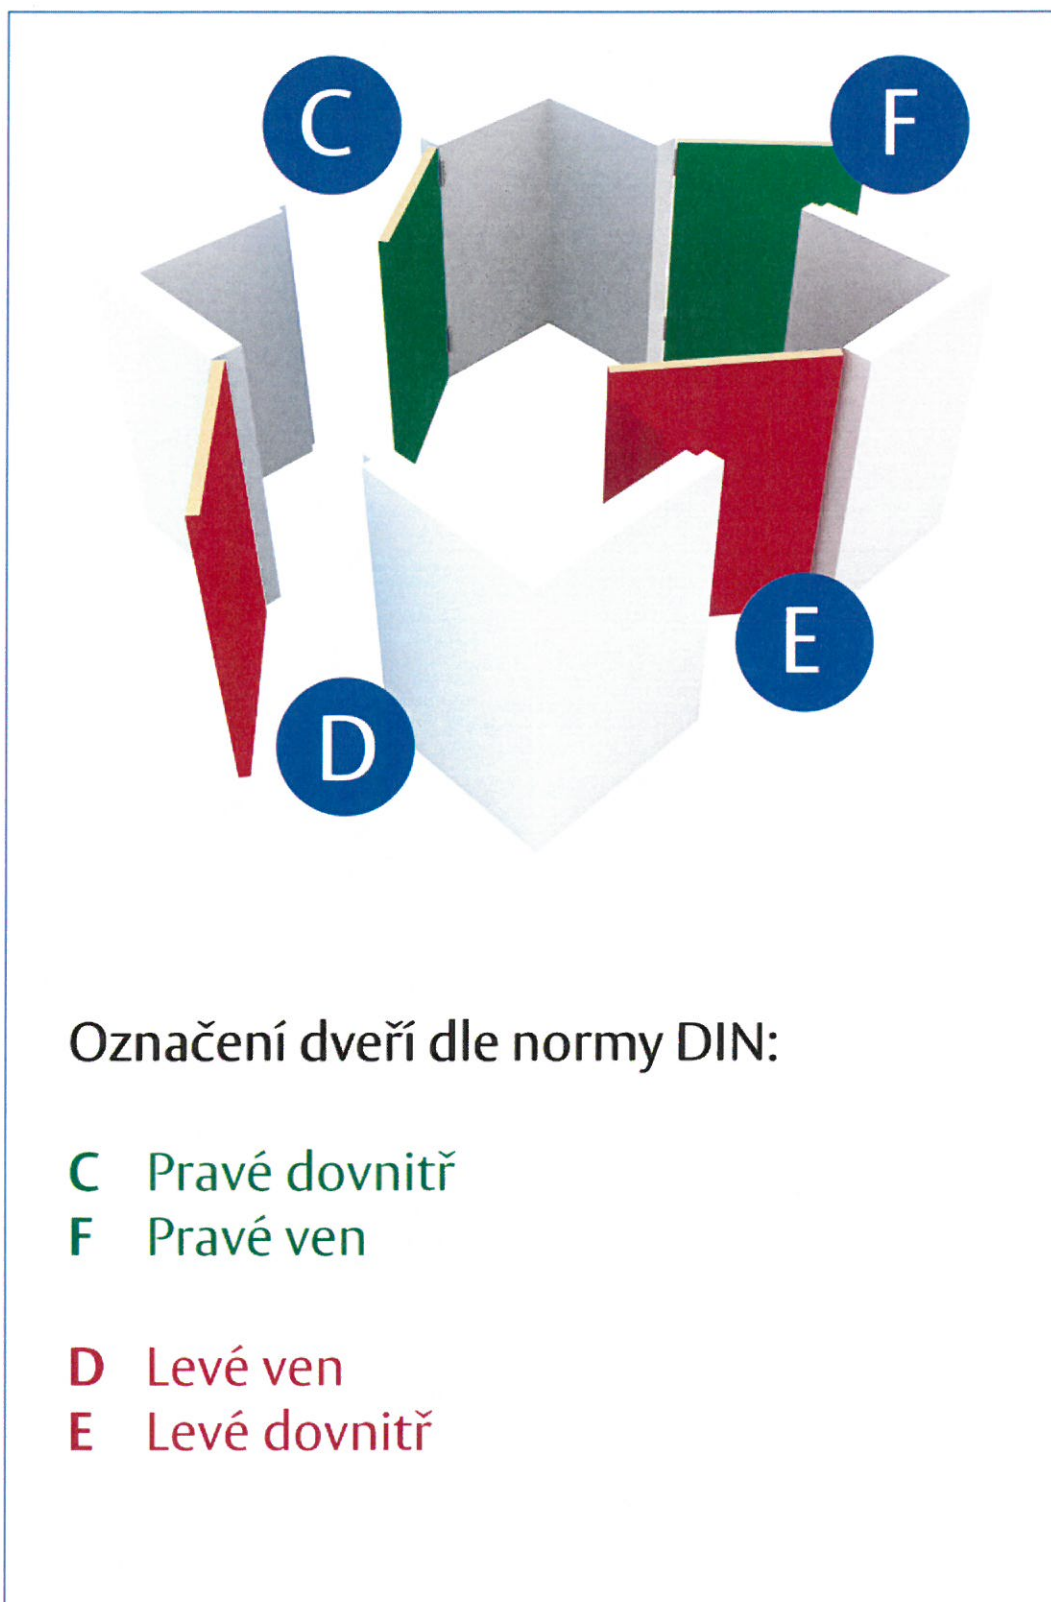 C
F
E
D
Označení dveří dle normy DIN:
C Pravé dovnitř
F Pravé ven
D Levé ven
E Levé dovnitř